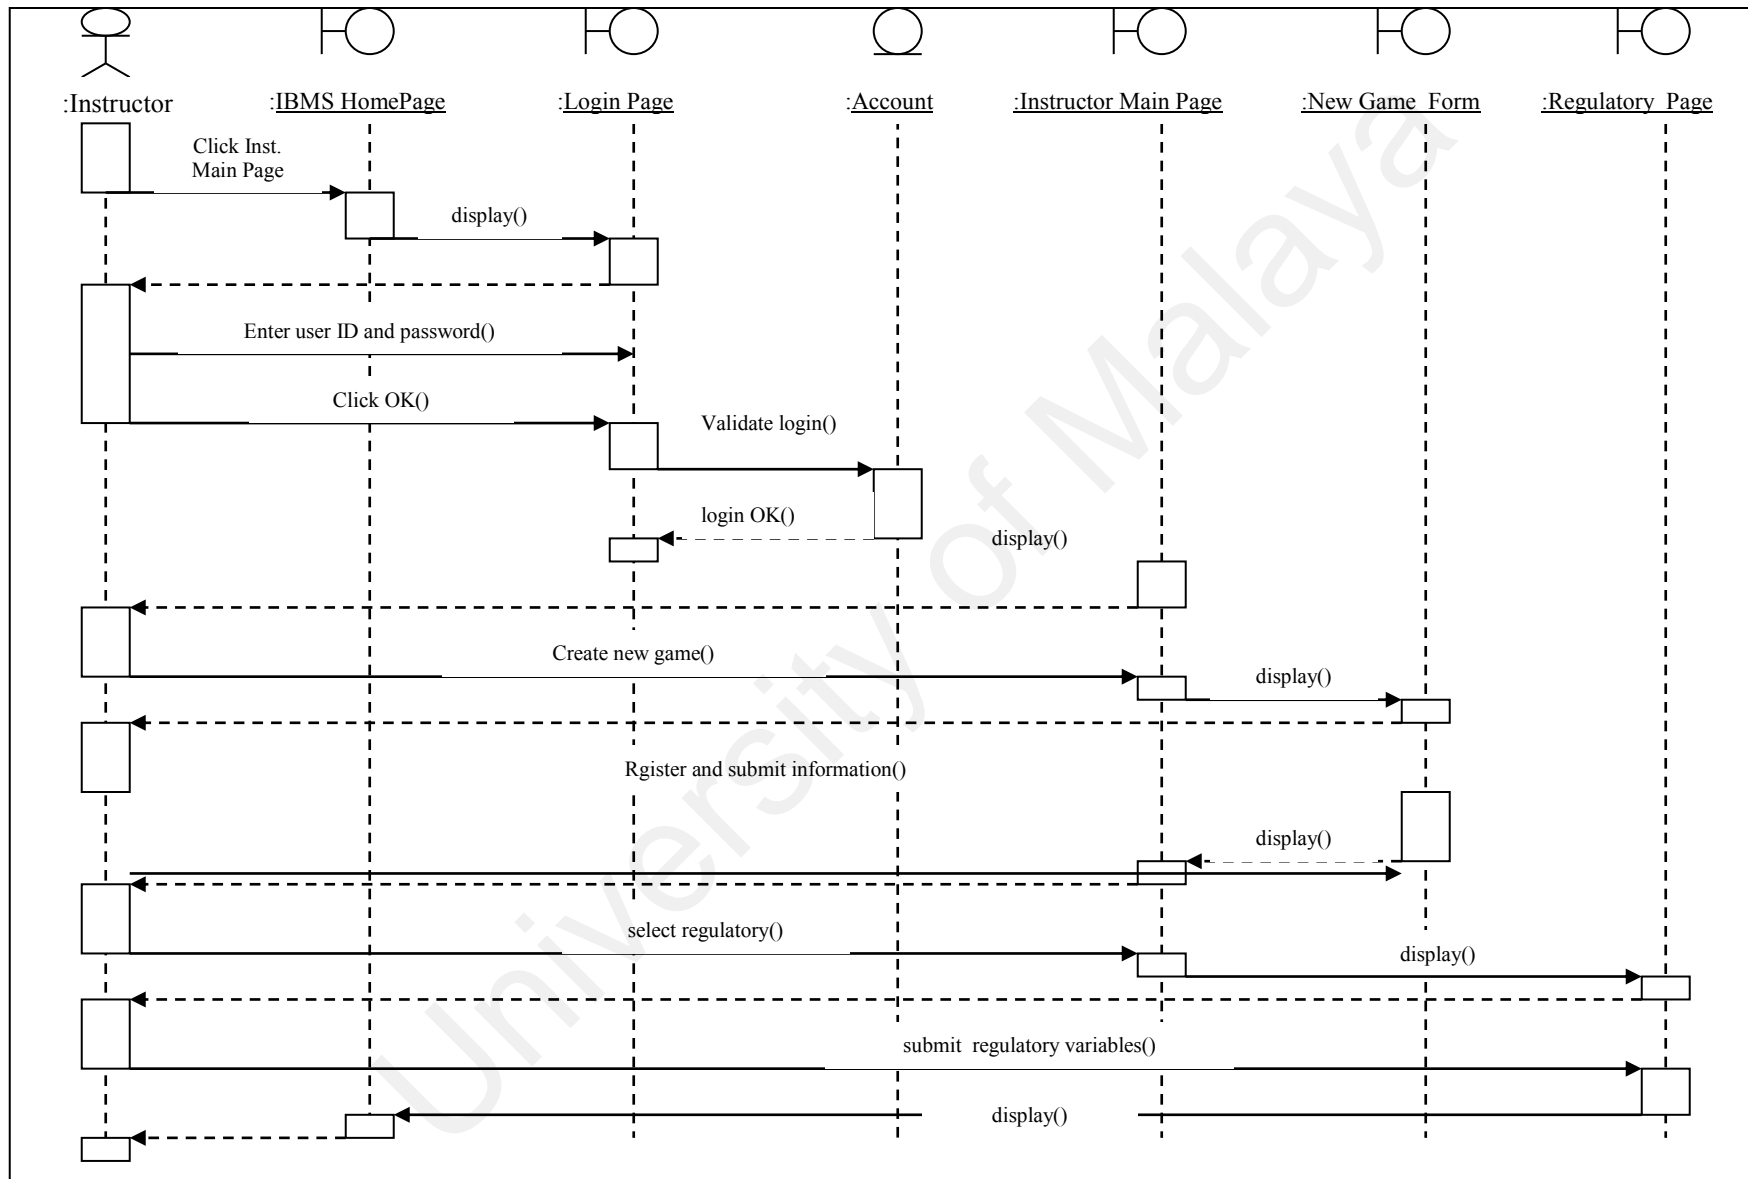 :Instructor
:IBMS HomePage
:Login Page
:Account
:Instructor Main Page
:New Game  Form
:Regulatory  Page
Click Inst.
Main Page
display()
Enter user ID and password()
Click OK()
Validate login()
login OK()
display()
Create new game()
display()
Rgister and submit information()
display()
select regulatory()
display()
submit  regulatory variables()
display()
University of Malaya